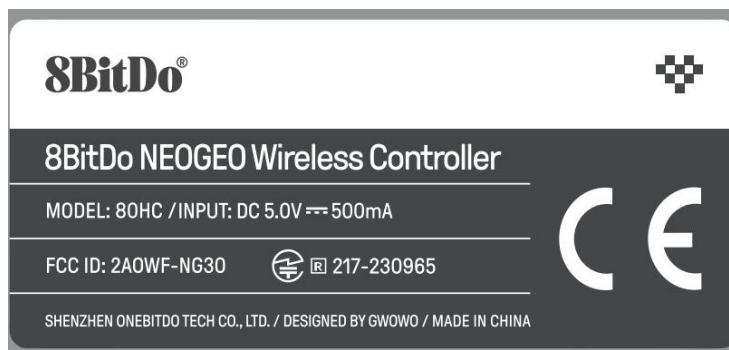 8BitDo®
8BitDo NEOGEO Wireless Controller
MODEL: 80HC / INPUT: DC 5.0V ⎓ 500mA
FCC ID: 2AOWF-NG30 R 217-230965
CE
SHENZHEN ONEBITDO TECH CO., LTD. / DESIGNED BY GWOWO / MADE IN CHINA